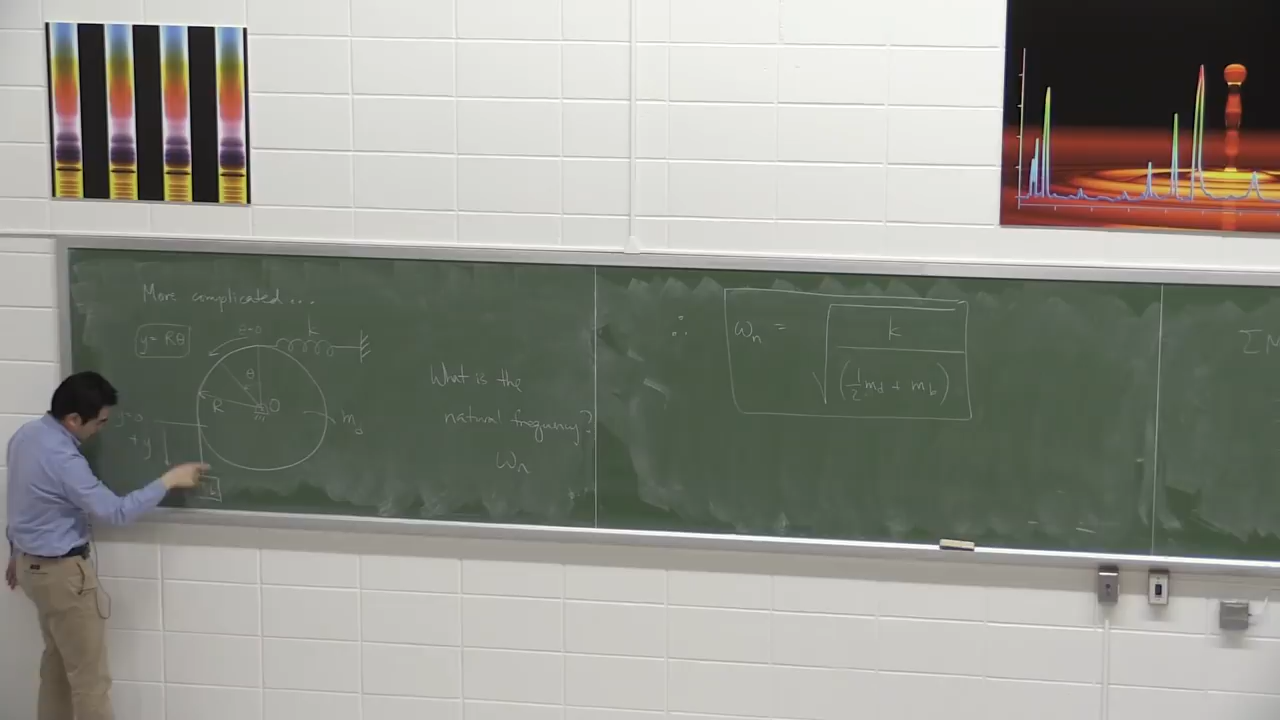 More complicated...
y = Rθ
θ=0
k
θ
R
O
m_d
y=0
+y
What is the
natural frequency?
ω_n
∴ ω_n = √(k / (½m_d + m_b))
ΣM